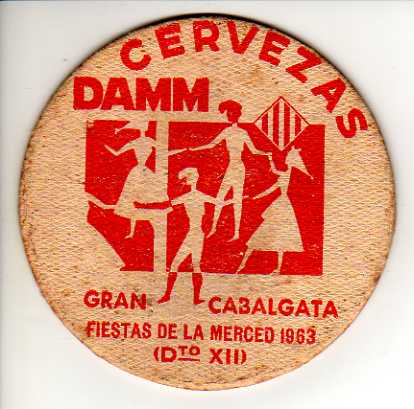 CERVEZAS
DAMM
GRAN CABALGATA
FIESTAS DE LA MERCED 1963
(DTO XII)